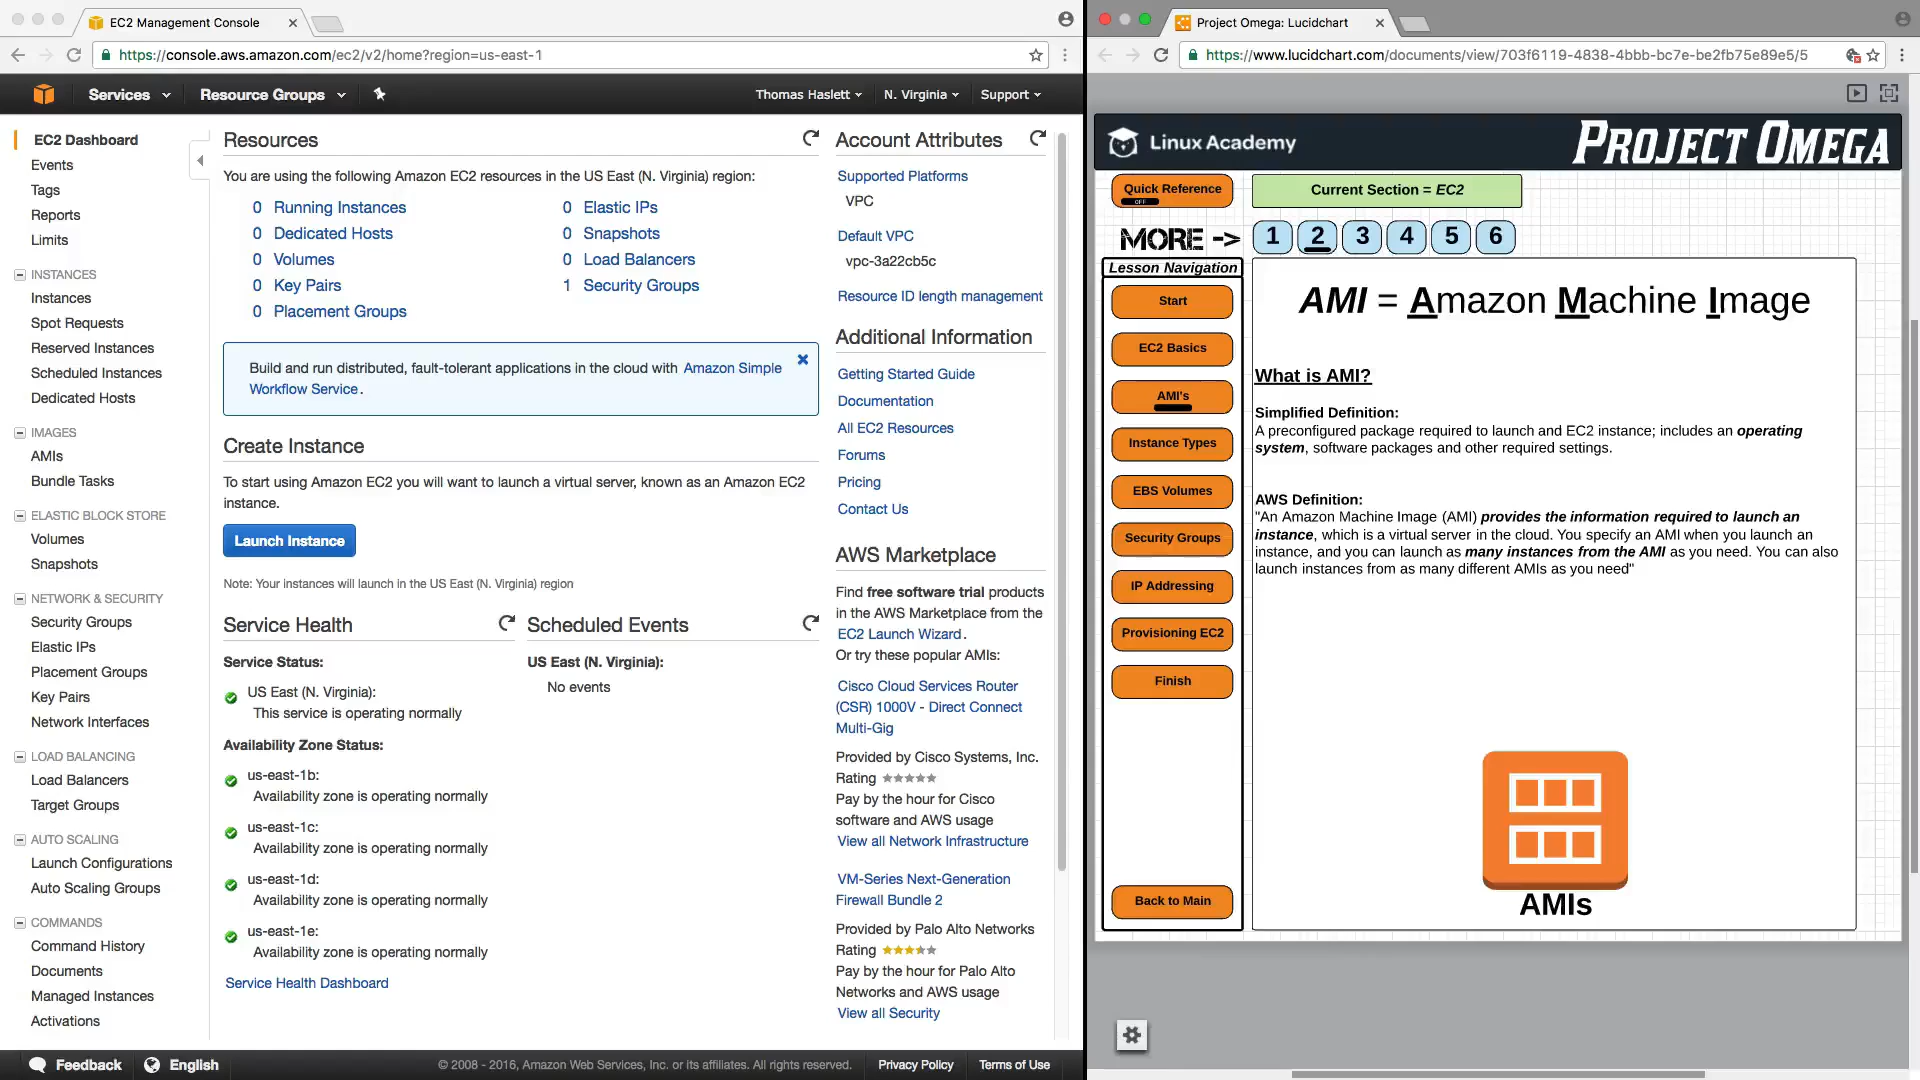 EC2 Management Console
https://console.aws.amazon.com/ec2/v2/home?region=us-east-1
Services
Resource Groups
Thomas Haslett
N. Virginia
Support
EC2 Dashboard
Events
Tags
Reports
Limits
INSTANCES
Instances
Spot Requests
Reserved Instances
Scheduled Instances
Dedicated Hosts
IMAGES
AMIs
Bundle Tasks
ELASTIC BLOCK STORE
Volumes
Snapshots
NETWORK & SECURITY
Security Groups
Elastic IPs
Placement Groups
Key Pairs
Network Interfaces
LOAD BALANCING
Load Balancers
Target Groups
AUTO SCALING
Launch Configurations
Auto Scaling Groups
COMMANDS
Command History
Documents
Managed Instances
Activations
Resources
You are using the following Amazon EC2 resources in the US East (N. Virginia) region:
0 Running Instances
0 Elastic IPs
0 Dedicated Hosts
0 Snapshots
0 Volumes
0 Load Balancers
0 Key Pairs
1 Security Groups
0 Placement Groups
Build and run distributed, fault-tolerant applications in the cloud with Amazon Simple
Workflow Service.
Create Instance
To start using Amazon EC2 you will want to launch a virtual server, known as an Amazon EC2
instance.
Launch Instance
Note: Your instances will launch in the US East (N. Virginia) region
Service Health
Service Status:
US East (N. Virginia):
This service is operating normally
Availability Zone Status:
us-east-1b:
Availability zone is operating normally
us-east-1c:
Availability zone is operating normally
us-east-1d:
Availability zone is operating normally
us-east-1e:
Availability zone is operating normally
Service Health Dashboard
Scheduled Events
US East (N. Virginia):
No events
Account Attributes
Supported Platforms
VPC
Default VPC
vpc-3a22cb5c
Resource ID length management
Additional Information
Getting Started Guide
Documentation
All EC2 Resources
Forums
Pricing
Contact Us
AWS Marketplace
Find free software trial products
in the AWS Marketplace from the
EC2 Launch Wizard.
Or try these popular AMIs:
Cisco Cloud Services Router
(CSR) 1000V - Direct Connect
Multi-Gig
Provided by Cisco Systems, Inc.
Rating
Pay by the hour for Cisco
software and AWS usage
View all Network Infrastructure
VM-Series Next-Generation
Firewall Bundle 2
Provided by Palo Alto Networks
Rating
Pay by the hour for Palo Alto
Networks and AWS usage
View all Security
Feedback
English
© 2008 - 2016, Amazon Web Services, Inc. or its affiliates. All rights reserved.
Privacy Policy
Terms of Use
Project Omega: Lucidchart
https://www.lucidchart.com/documents/view/703f6119-4838-4bbb-bc7e-be2fb75e89e5/5
Linux Academy
PROJECT OMEGA
Quick Reference
OFF
Current Section = EC2
MORE ->
1 2 3 4 5 6
Lesson Navigation
Start
EC2 Basics
AMI's
Instance Types
EBS Volumes
Security Groups
IP Addressing
Provisioning EC2
Finish
Back to Main
AMI = Amazon Machine Image
What is AMI?
Simplified Definition:
A preconfigured package required to launch and EC2 instance; includes an operating
system, software packages and other required settings.
AWS Definition:
"An Amazon Machine Image (AMI) provides the information required to launch an
instance, which is a virtual server in the cloud. You specify an AMI when you launch an
instance, and you can launch as many instances from the AMI as you need. You can also
launch instances from as many different AMIs as you need"
AMIs